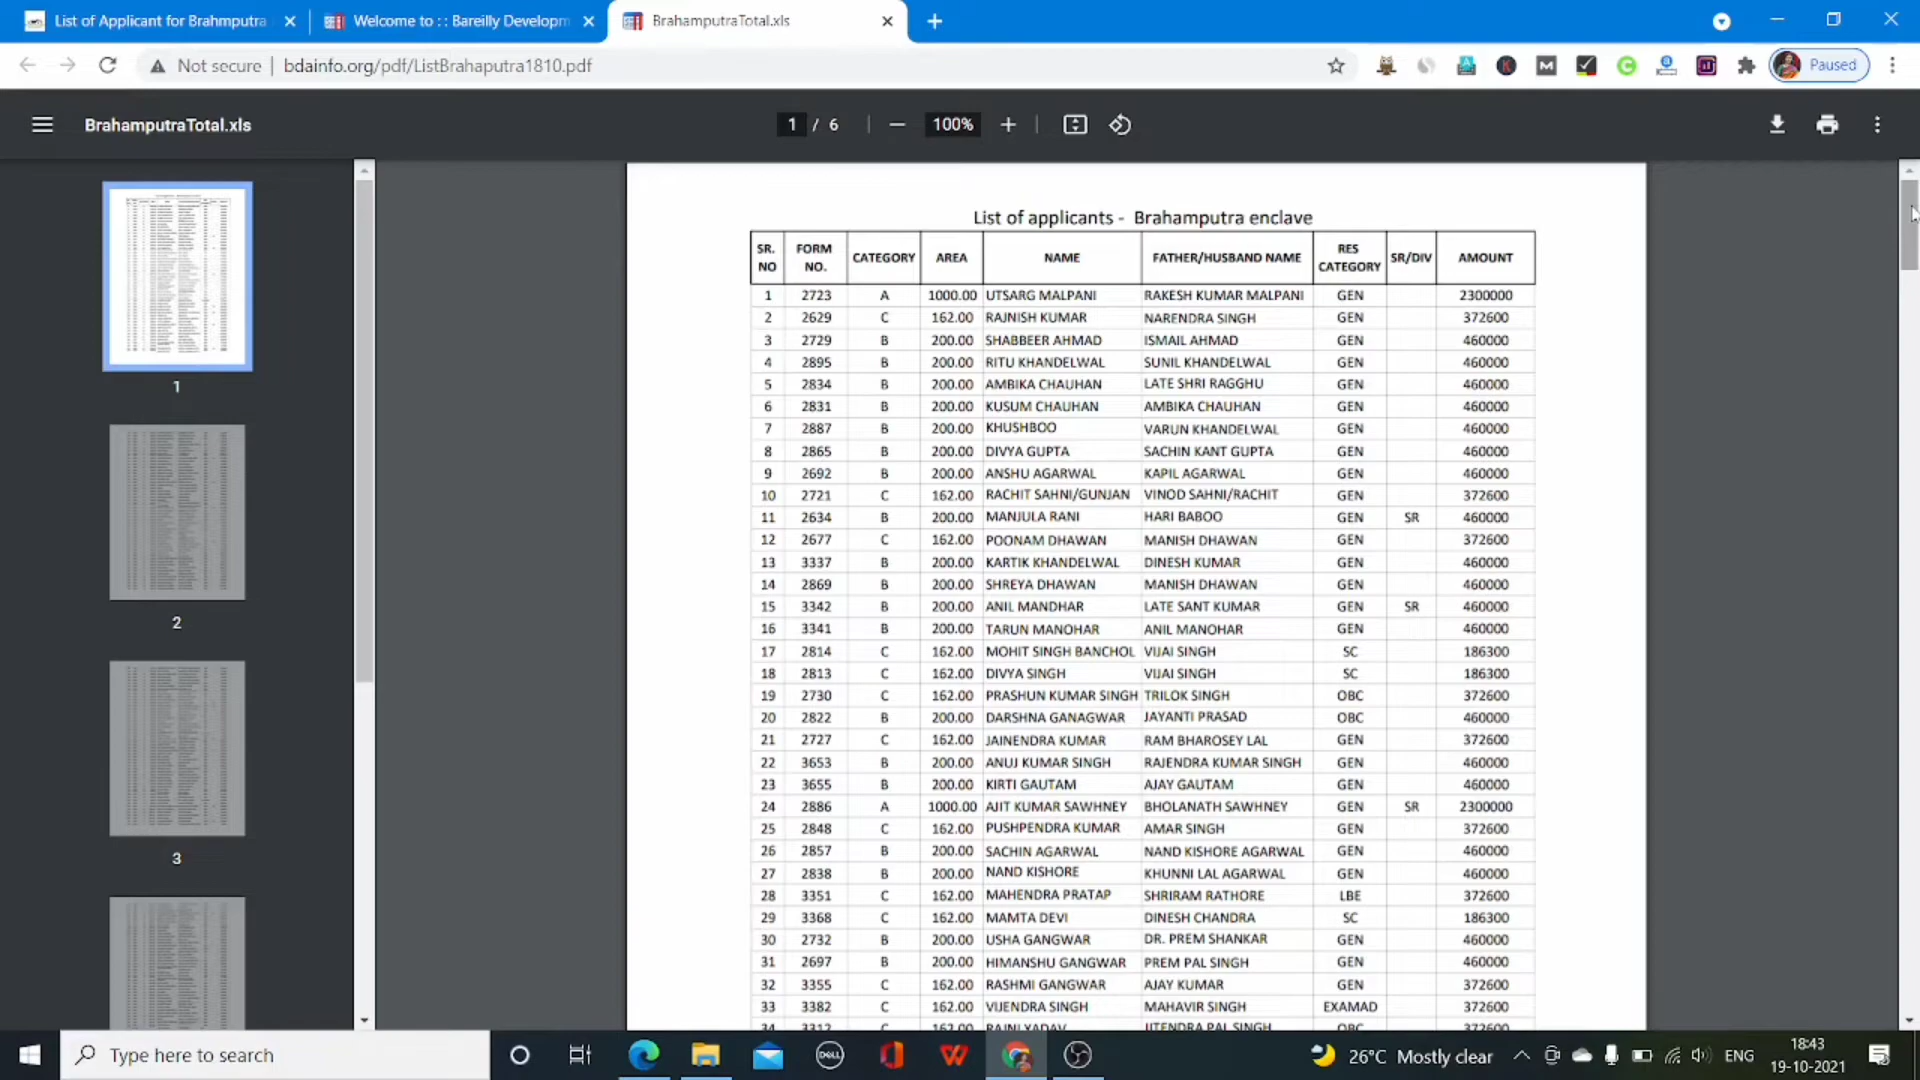 List of Applicant for Brahmputra
Welcome to : : Bareilly Developm
BrahamputraTotal.xls
Not secure | bdainfo.org/pdf/ListBrahaputra1810.pdf
Paused
BrahamputraTotal.xls
1 / 6
100%
1
2
3
List of applicants - Brahamputra enclave
SR. NO FORM NO. CATEGORY AREA NAME FATHER/HUSBAND NAME RES CATEGORY SR/DIV AMOUNT
1 2723 A 1000.00 UTSARG MALPANI RAKESH KUMAR MALPANI GEN 2300000
2 2629 C 162.00 RAJNISH KUMAR NARENDRA SINGH GEN 372600
3 2729 B 200.00 SHABBEER AHMAD ISMAIL AHMAD GEN 460000
4 2895 B 200.00 RITU KHANDELWAL SUNIL KHANDELWAL GEN 460000
5 2834 B 200.00 AMBIKA CHAUHAN LATE SHRI RAGGHU GEN 460000
6 2831 B 200.00 KUSUM CHAUHAN AMBIKA CHAUHAN GEN 460000
7 2887 B 200.00 KHUSHBOO VARUN KHANDELWAL GEN 460000
8 2865 B 200.00 DIVYA GUPTA SACHIN KANT GUPTA GEN 460000
9 2692 B 200.00 ANSHU AGARWAL KAPIL AGARWAL GEN 460000
10 2721 C 162.00 RACHIT SAHNI/GUNJAN VINOD SAHNI/RACHIT GEN 372600
11 2634 B 200.00 MANJULA RANI HARI BABOO GEN SR 460000
12 2677 C 162.00 POONAM DHAWAN MANISH DHAWAN GEN 372600
13 3337 B 200.00 KARTIK KHANDELWAL DINESH KUMAR GEN 460000
14 2869 B 200.00 SHREYA DHAWAN MANISH DHAWAN GEN 460000
15 3342 B 200.00 ANIL MANDHAR LATE SANT KUMAR GEN SR 460000
16 3341 B 200.00 TARUN MANOHAR ANIL MANOHAR GEN 460000
17 2814 C 162.00 MOHIT SINGH BANCHOL VIJAI SINGH SC 186300
18 2813 C 162.00 DIVYA SINGH VIJAI SINGH SC 186300
19 2730 C 162.00 PRASHUN KUMAR SINGH TRILOK SINGH OBC 372600
20 2822 B 200.00 DARSHNA GANAGWAR JAYANTI PRASAD OBC 460000
21 2727 C 162.00 JAINENDRA KUMAR RAM BHAROSEY LAL GEN 372600
22 3653 B 200.00 ANUJ KUMAR SINGH RAJENDRA KUMAR SINGH GEN 460000
23 3655 B 200.00 KIRTI GAUTAM AJAY GAUTAM GEN 460000
24 2886 A 1000.00 AJIT KUMAR SAWHNEY BHOLANATH SAWHNEY GEN SR 2300000
25 2848 C 162.00 PUSHPENDRA KUMAR AMAR SINGH GEN 372600
26 2857 B 200.00 SACHIN AGARWAL NAND KISHORE AGARWAL GEN 460000
27 2838 B 200.00 NAND KISHORE KHUNNI LAL AGARWAL GEN 460000
28 3351 C 162.00 MAHENDRA PRATAP SHRIRAM RATHORE LBE 372600
29 3368 C 162.00 MAMTA DEVI DINESH CHANDRA SC 186300
30 2732 B 200.00 USHA GANGWAR DR. PREM SHANKAR GEN 460000
31 2697 B 200.00 HIMANSHU GANGWAR PREM PAL SINGH GEN 460000
32 3355 C 162.00 RASHMI GANGWAR AJAY KUMAR GEN 372600
33 3382 C 162.00 VIJENDRA SINGH MAHAVIR SINGH EXAMAD 372600
34 3312 C 162.00 RAJNI YADAV JITENDRA PAL SINGH OBC 372600
Type here to search
DELL
26°C Mostly clear
ENG
18:43
19-10-2021